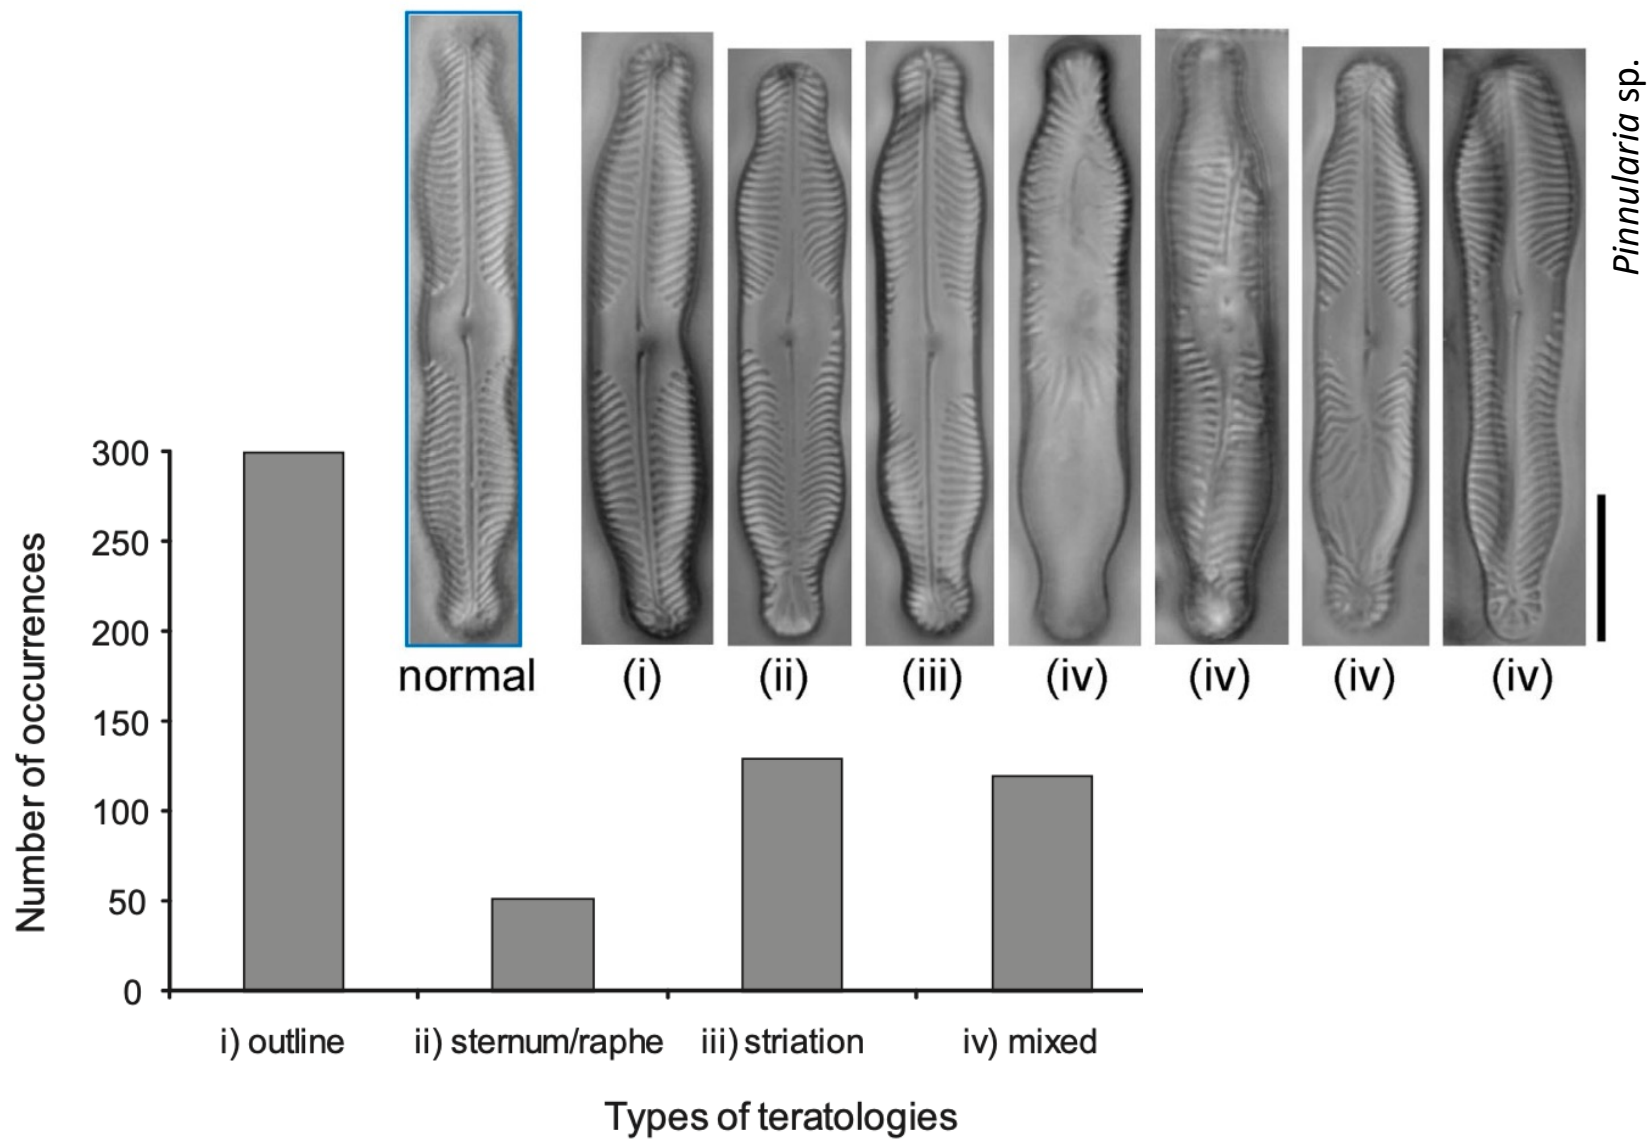 Pinnularia sp.
normal
(i)
(ii)
(iii)
(iv)
(iv)
(iv)
(iv)
Number of occurrences
300
250
200
150
100
50
0
i) outline
ii) sternum/raphe
iii) striation
iv) mixed
Types of teratologies